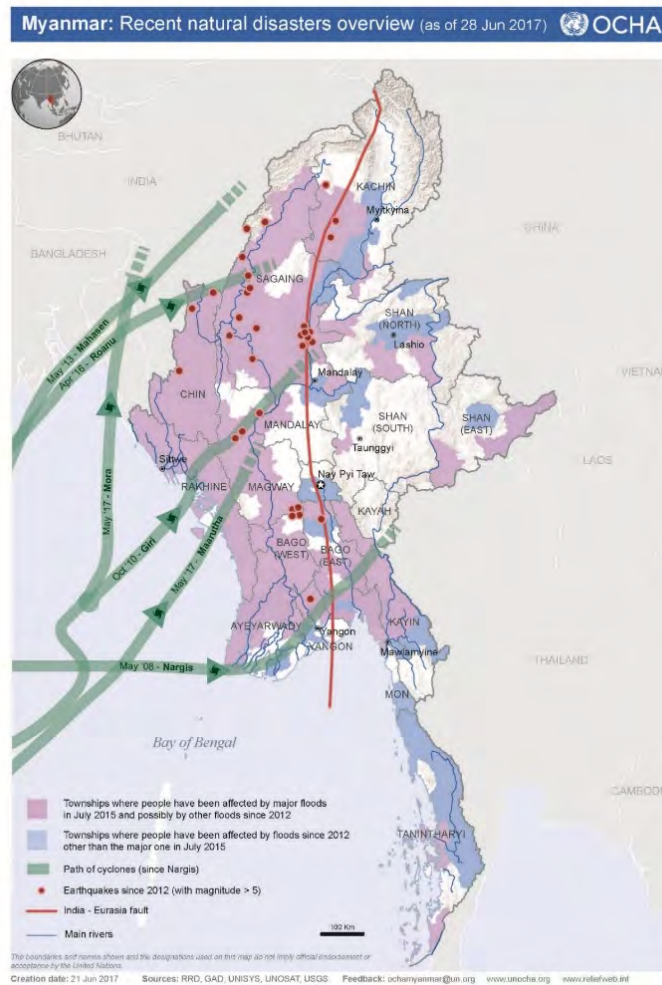 Myanmar: Recent natural disasters overview (as of 28 Jun 2017) OCHA
BHUTAN
INDIA
KACHIN
Myitkyina
CHINA
BANGLADESH
SAGAING
SHAN
(NORTH)
Lashio
May '13 - Mahasen
Apr '16 - Roanu
VIETNAM
CHIN
Mandalay
MANDALAY
SHAN
(SOUTH)
SHAN
(EAST)
Taunggyi
LAOS
Sittwe
RAKHINE
MAGWAY
Nay Pyi Taw
May '17 - Mora
Oct' 10 - Giri
May '17 - Maarutha
KAYAH
BAGO
(WEST)
BAGO
(EAST)
AYEYARWADY
Yangon
YANGON
KAYIN
Mawlamyine
THAILAND
May '08 - Nargis
MON
Bay of Bengal
CAMBOD
TANINTHARYI
Townships where people have been affected by major floods
in July 2015 and possibly by other floods since 2012
Townships where people have been affected by floods since 2012
other than the major one in July 2015
Path of cyclones (since Nargis)
Earthquakes since 2012 (with magnitude > 5)
India - Eurasia fault
Main rivers
100 Km
The boundaries and names shown and the designations used on this map do not imply official endorsement or
acceptance by the United Nations.
Creation date: 21 Jun 2017 Sources: RRD, GAD, UNISYS, UNOSAT, USGS Feedback: ochamyanmar@un.org www.unocha.org www.reliefweb.int